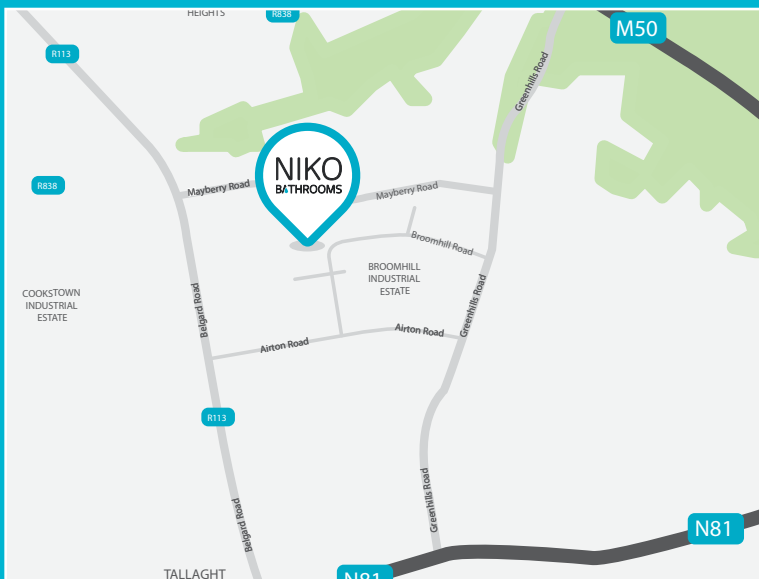 HEIGHTS
R838
M50
R113
Greenhills Road
NIKO
BATHROOMS
R838
Mayberry Road
Mayberry Road
Broomhill Road
BROOMHILL
INDUSTRIAL
ESTATE
COOKSTOWN
INDUSTRIAL
ESTATE
Belgard Road
Greenhills Road
Airton Road
Airton Road
R113
Greenhills Road
Belgard Road
N81
TALLAGHT
N81